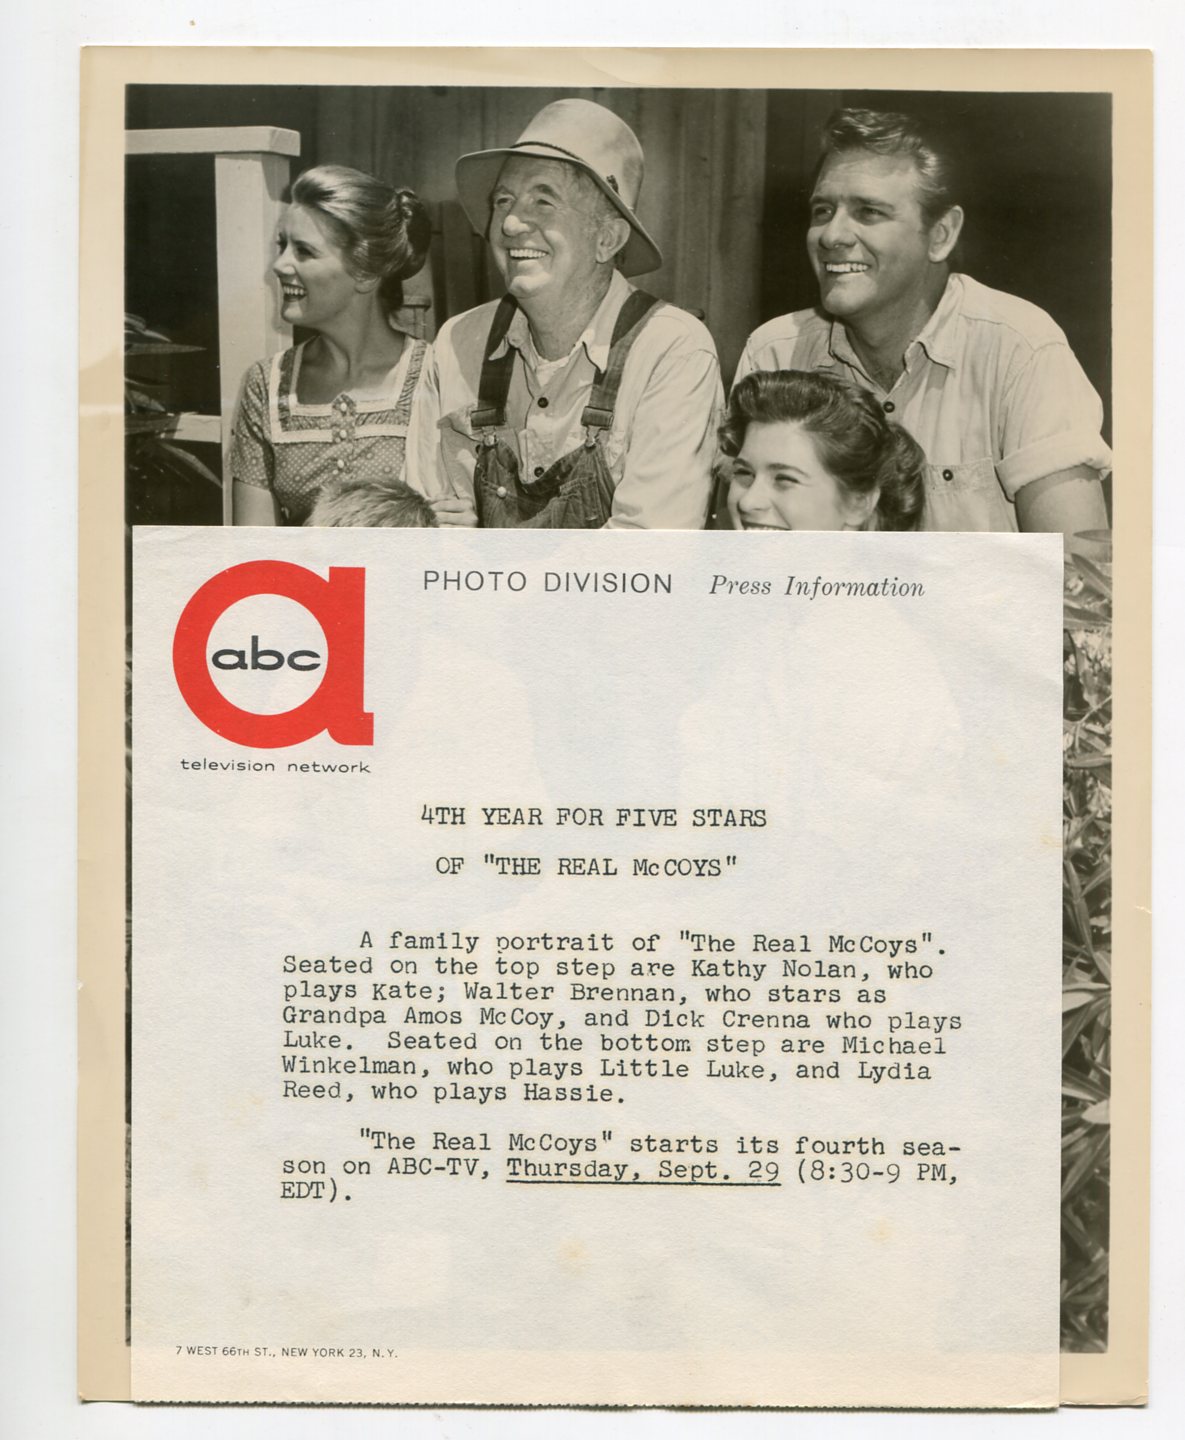 PHOTO DIVISION Press Information
abc
television network
4TH YEAR FOR FIVE STARS
OF "THE REAL McCOYS"
A family portrait of "The Real McCoys".
Seated on the top step are Kathy Nolan, who
plays Kate; Walter Brennan, who stars as
Grandpa Amos McCoy, and Dick Crenna who plays
Luke. Seated on the bottom step are Michael
Winkelman, who plays Little Luke, and Lydia
Reed, who plays Hassie.
"The Real McCoys" starts its fourth sea-
son on ABC-TV, Thursday, Sept. 29 (8:30-9 PM,
EDT).
7 WEST 66TH ST., NEW YORK 23, N.Y.